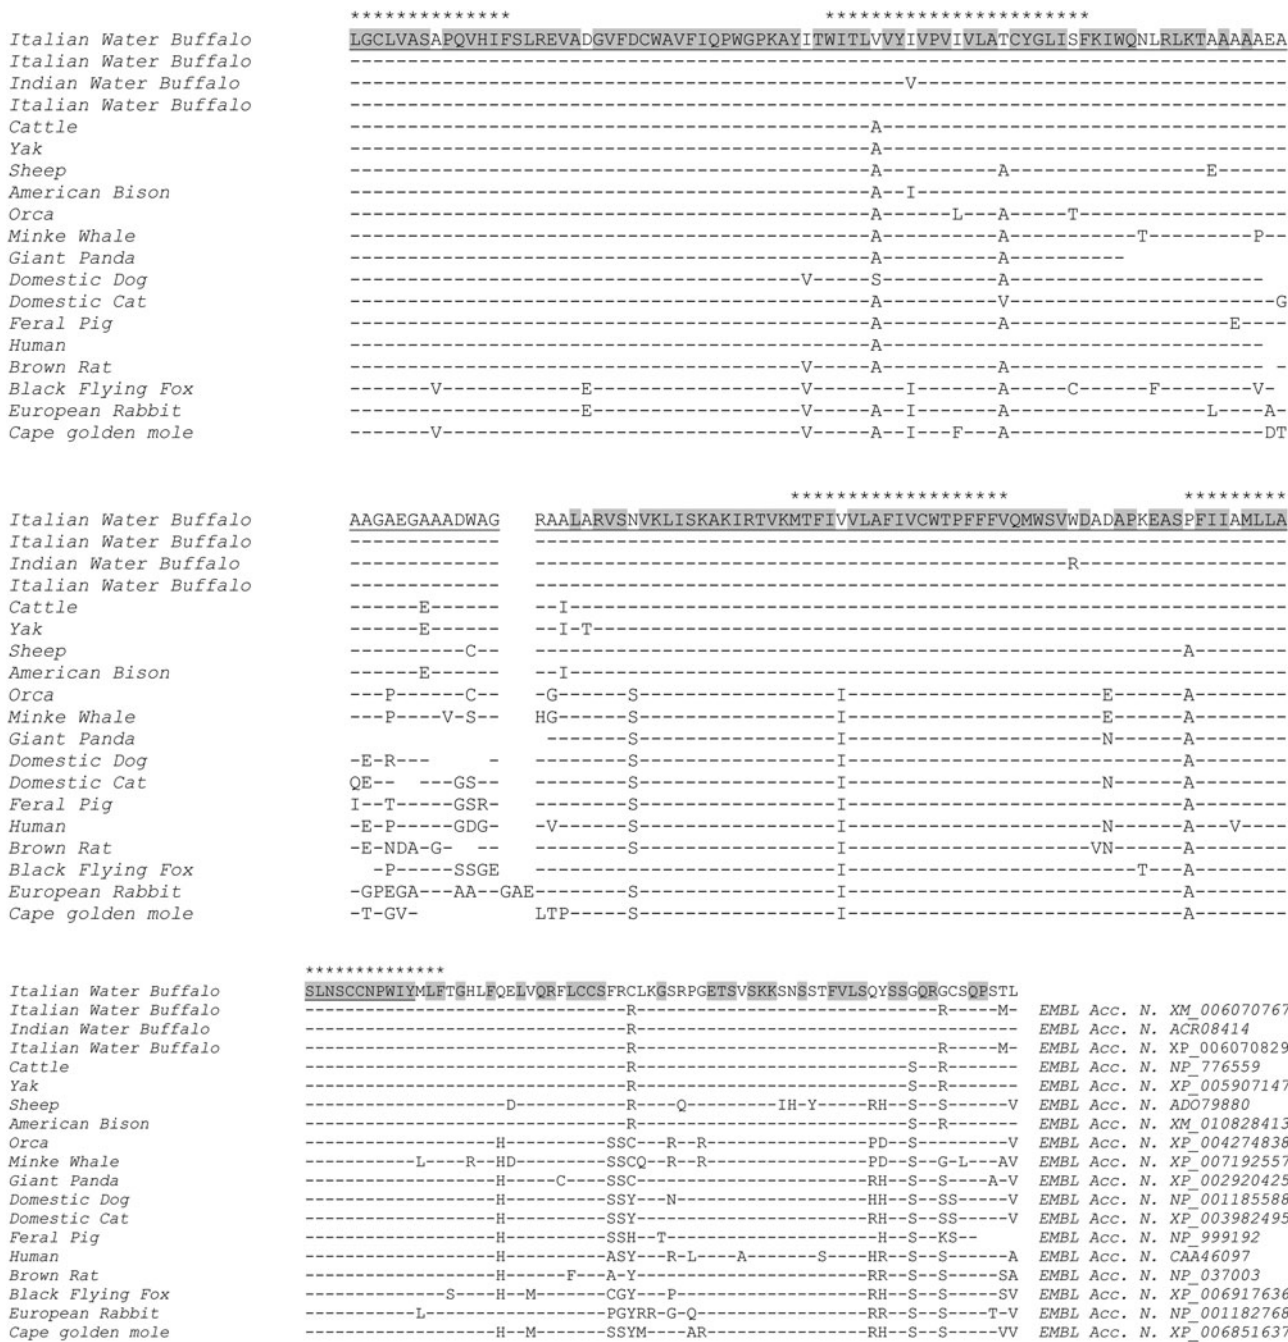 ************** ***********************
Italian Water Buffalo LGCLVASAPQVHIFSLREVADGVFDCWAVFIQPWGPKAYITWITLVVYIVPVIVLATCYGLISFKIWQNLRLKTAAAAAEA
Italian Water Buffalo ---------------------------------------------------------------------------------
Indian Water Buffalo ------------------------------------------------V--------------------------------
Italian Water Buffalo ---------------------------------------------------------------------------------
Cattle ---------------------------------------------A-----------------------------------
Yak ---------------------------------------------A-----------------------------------
Sheep ---------------------------------------------A----------A-----------------E------
American Bison ---------------------------------------------A--I--------------------------------
Orca ---------------------------------------------A------L---A-----T------------------
Minke Whale ---------------------------------------------A----------A-----------T---------P--
Giant Panda ---------------------------------------------A----------A----------
Domestic Dog ---------------------------------------V-----S----------A----------------------
Domestic Cat ---------------------------------------------A----------V-----------------------G
Feral Pig ---------------------------------------------A----------A-------------------E----
Human ---------------------------------------------A---------------------------------
Brown Rat ---------------------------------------V-----A----------A---------------------- -
Black Flying Fox -------V------------E------------------V--------I-------A-----C------F--------V-
European Rabbit --------------------E------------------V-----A--I-------A-----------------L----A-
Cape golden mole -------V-------------------------------V-----A--I---F---A----------------------DT
******************* *********
Italian Water Buffalo AAGAEGAAADWAG RAALARVSNVKLISKAKIRTVKMTFIVVLAFIVCWTPFFFVQMWSVWDADAPKEASPFIIAMLLA
Italian Water Buffalo ------------- -----------------------------------------------------------------
Indian Water Buffalo ------------- ----------------------------------------------R------------------
Italian Water Buffalo ------------- -----------------------------------------------------------------
Cattle ------E------ --I--------------------------------------------------------------
Yak ------E------ --I-T------------------------------------------------------------
Sheep ----------C-- --------------------------------------------------------A--------
American Bison ------E------ --I--------------------------------------------------------------
Orca ---P------C-- -G------S-----------------I----------------------E------A--------
Minke Whale ---P----V-S-- HG------S-----------------I----------------------E------A--------
Giant Panda -------S-----------------I----------------------N------A--------
Domestic Dog -E-R--- - --------S-----------------I-----------------------------A--------
Domestic Cat QE-- ---GS-- --------S-----------------I----------------------N------A--------
Feral Pig I--T-----GSR- --------S-----------------I-----------------------------A--------
Human -E-P-----GDG- -V------S-----------------I----------------------N------A---V----
Brown Rat -E-NDA-G- -- --------S-----------------I---------------------VN------A--------
Black Flying Fox -P-----SSGE --------------------------I-------------------------T---A--------
European Rabbit -GPEGA---AA--GAE--------S-----------------I-----------------------------A--------
Cape golden mole -T-GV- LTP-----S-----------------I-----------------------------A--------
**************
Italian Water Buffalo SLNSCCNPWIYMLFTGHLFQELVQRFLCCSFRCLKGSRPGETSVSKKSNSSTFVLSQYSSGQRGCSQPSTL
Italian Water Buffalo --------------------------------R------------------------------R-----M- EMBL Acc. N. XM_006070767
Indian Water Buffalo --------------------------------R-------------------------------------- EMBL Acc. N. ACR08414
Italian Water Buffalo --------------------------------R------------------------------R-----M- EMBL Acc. N. XP_006070829
Cattle --------------------------------R---------------------------S--R------- EMBL Acc. N. NP_776559
Yak --------------------------------R---------------------------S--R------- EMBL Acc. N. XP_005907147
Sheep --------------------D-----------R----Q---------IH-Y-----RH--S--S------V EMBL Acc. N. ADO79880
American Bison --------------------------------R---------------------------S--R------- EMBL Acc. N. XM_010828413
Orca -------------------H----------SSC---R--R----------------PD--S--S------V EMBL Acc. N. XP_004274838
Minke Whale -----------L----R--HD---------SSCQ--R--R----------------PD--S--G-L---AV EMBL Acc. N. XP_007192557
Giant Panda -------------------H-----C----SSC-----------------------RH--S--S----A-V EMBL Acc. N. XP_002920425
Domestic Dog -------------------H----------SSY---N-------------------HH--S--SS-----V EMBL Acc. N. NP_001185588
Domestic Cat -------------------H----------SSY-----------------------RH--S--SS-----V EMBL Acc. N. XP_003982495
Feral Pig -------------------H----------SSH--T---------------------H--S--KS-- EMBL Acc. N. NP_999192
Human -------------------H----------ASY---R-L----A-------S----HR--S--S------A EMBL Acc. N. CAA46097
Brown Rat -------------------H------F---A-Y-----------------------RR--S--S-----SA EMBL Acc. N. NP_037003
Black Flying Fox --------------S----H--M-------CGY---P-------------------RH--S--S-----SV EMBL Acc. N. XP_006917636
European Rabbit -----------L------------------PGYRR-G-Q-----------------RR--S--S----T-V EMBL Acc. N. NP_001182768
Cape golden mole -------------------H--M-------SSYM----AR----------------RH--S--S-----VV EMBL Acc. N. XP_006851637